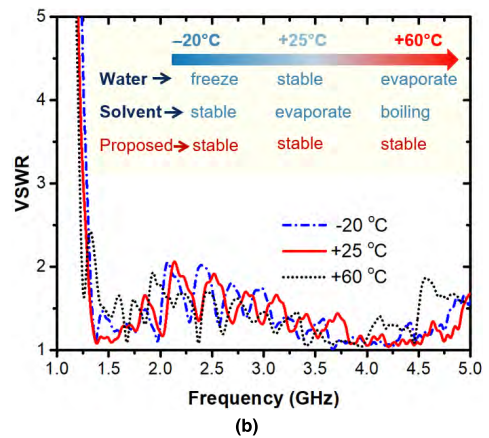 5
–20°C +25°C +60°C
Water freeze stable evaporate
Solvent stable evaporate boiling
Proposed stable stable stable
4
3
2
1
VSWR
-20 °C
+25 °C
+60 °C
1.0 1.5 2.0 2.5 3.0 3.5 4.0 4.5 5.0
Frequency (GHz)
(b)